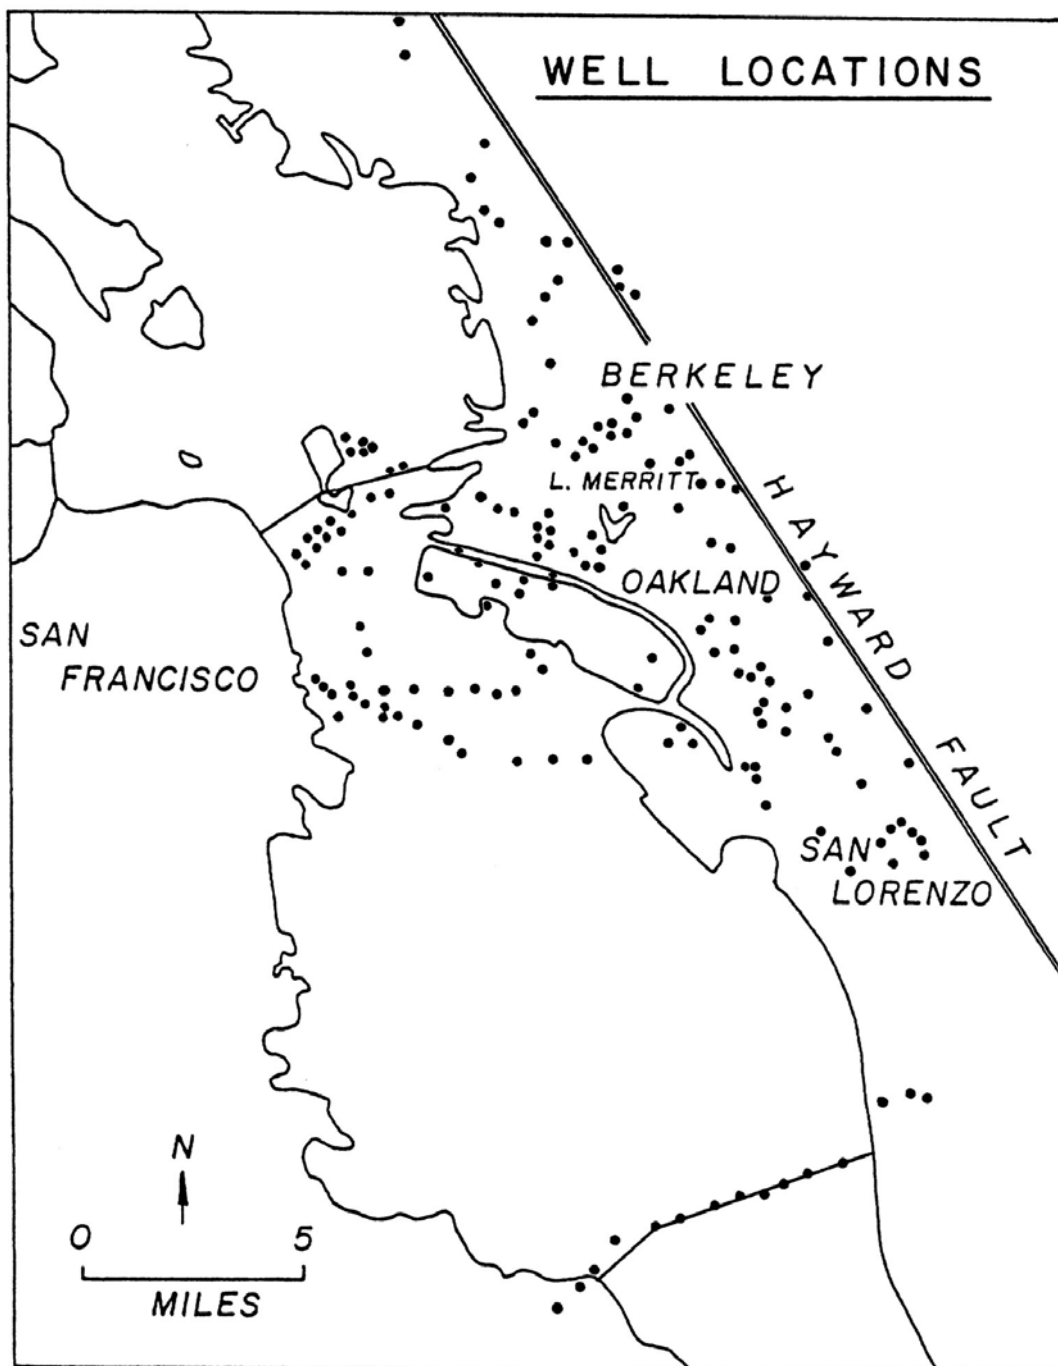 WELL LOCATIONS
BERKELEY
L. MERRITT
HAYWARD FAULT
OAKLAND
SAN
FRANCISCO
SAN
LORENZO
N
0 5
MILES